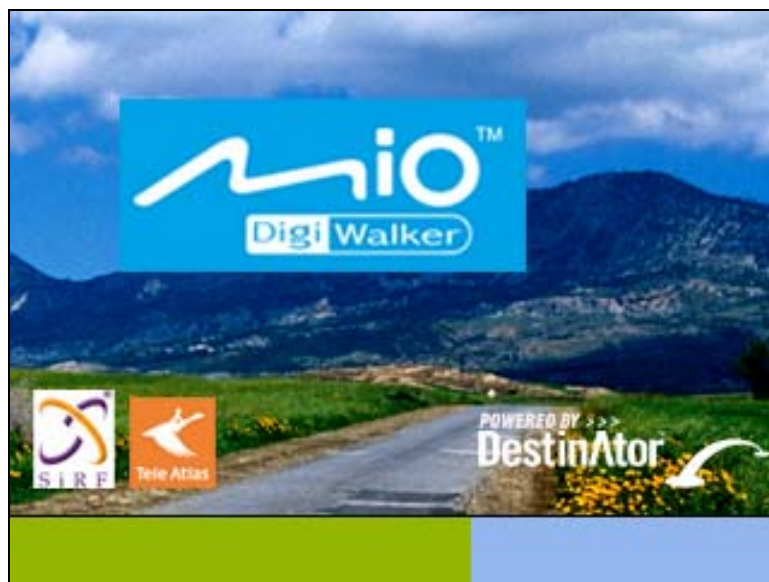 Mio™
Digi Walker
SiRF
®
Tele Atlas
POWERED BY >>>
DestinAtor